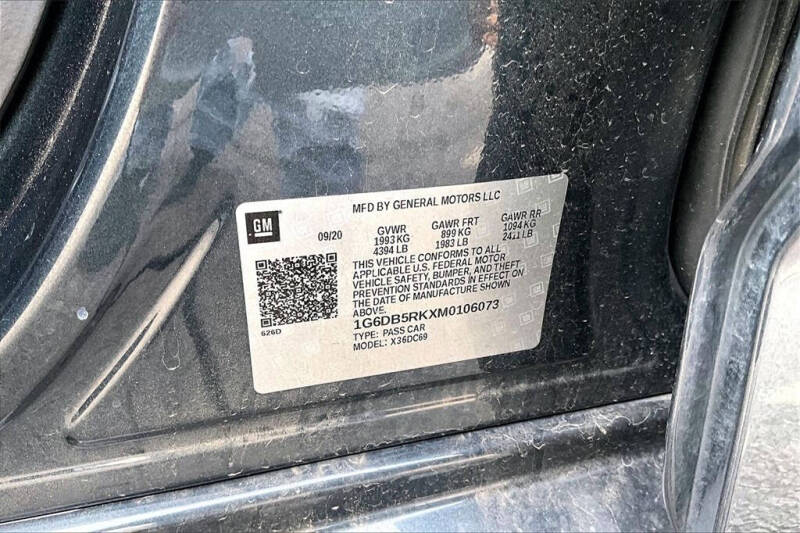 MFD BY GENERAL MOTORS LLC
GM
09/20
GVWR GAWR FRT GAWR RR
1993 KG 899 KG 1094 KG
4394 LB 1983 LB 2411 LB
THIS VEHICLE CONFORMS TO ALL
APPLICABLE U.S. FEDERAL MOTOR
VEHICLE SAFETY, BUMPER, AND THEFT
PREVENTION STANDARDS IN EFFECT ON
THE DATE OF MANUFACTURE SHOWN
ABOVE.
1G6DB5RKXM0106073
626D
TYPE: PASS CAR
MODEL: X36DC69